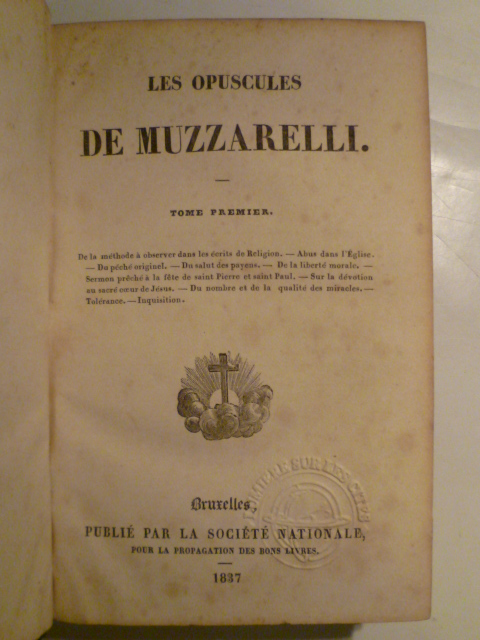 LES OPUSCULES
DE MUZZARELLI.
TOME PREMIER.
De la méthode à observer dans les écrits de Religion. — Abus dans l'Église.
— Du péché originel. — Du salut des payens. — De la liberté morale. —
Sermon prêché à la fête de saint Pierre et saint Paul. — Sur la dévotion
au sacré cœur de Jésus. — Du nombre et de la qualité des miracles. —
Tolérance. — Inquisition.
Bruxelles,
PUBLIÉ PAR LA SOCIÉTÉ NATIONALE,
POUR LA PROPAGATION DES BONS LIVRES.
1837
SUR LES